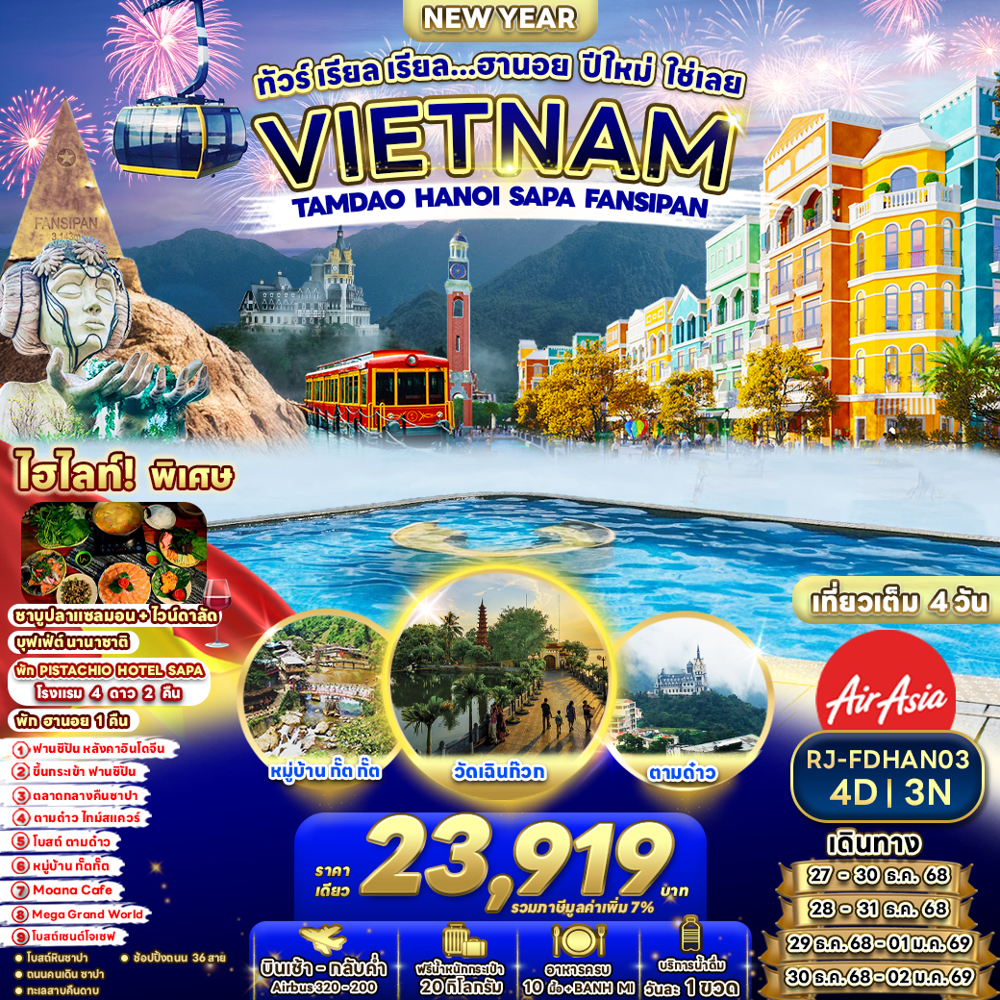 NEW YEAR
ทัวร์ เรียล เรียล...ฮานอย ปีใหม่ ใช่เลย
VIETNAM
TAMDAO HANOI SAPA FANSIPAN
FANSIPAN
3.143m
ไฮไลท์! พิเศษ
ชาบูปลาแซลมอน + ไวน์ดาลัด
บุฟเฟ่ต์นานาชาติ
พัก PISTACHIO HOTEL SAPA
โรงแรม 4 ดาว 2 คืน
พัก ฮานอย 1 คืน
1 ฟานซิปัน หลังคาอินโดจีน
2 ขึ้นกระเช้า ฟานซิปัน
3 ตลาดกลางคืนซาปา
4 ตามด๋าว ไทม์สแควร์
5 โบสถ์ ตามด๋าว
6 หมู่บ้าน กั๊ตกั๊ต
7 Moana Cafe
8 Mega Grand World
9 โบสถ์เซนต์โจเซฟ
• โบสถ์หินซาปา • ช้อปปิ้งถนน 36 สาย
• ถนนคนเดิน ซาปา
• ทะเลสาบคืนดาบ
หมู่บ้าน กั๊ต กั๊ต
วัดเฉินก๊วก
ตามด๋าว
เที่ยวเต็ม 4 วัน
AirAsia
RJ-FDHAN03
4D | 3N
เดินทาง
27 - 30 ธ.ค. 68
28 - 31 ธ.ค. 68
29 ธ.ค. 68 - 01 ม.ค. 69
30 ธ.ค. 68 - 02 ม.ค. 69
ราคา
เดียว
23,919
บาท
รวมภาษีมูลค่าเพิ่ม 7%
บินเช้า - กลับค่ำ
Airbus 320 - 200
ฟรีน้ำหนักกระเป๋า
20 กิโลกรัม
อาหารครบ
10 มื้อ + BANH MI
บริการน้ำดื่ม
วันละ 1 ขวด